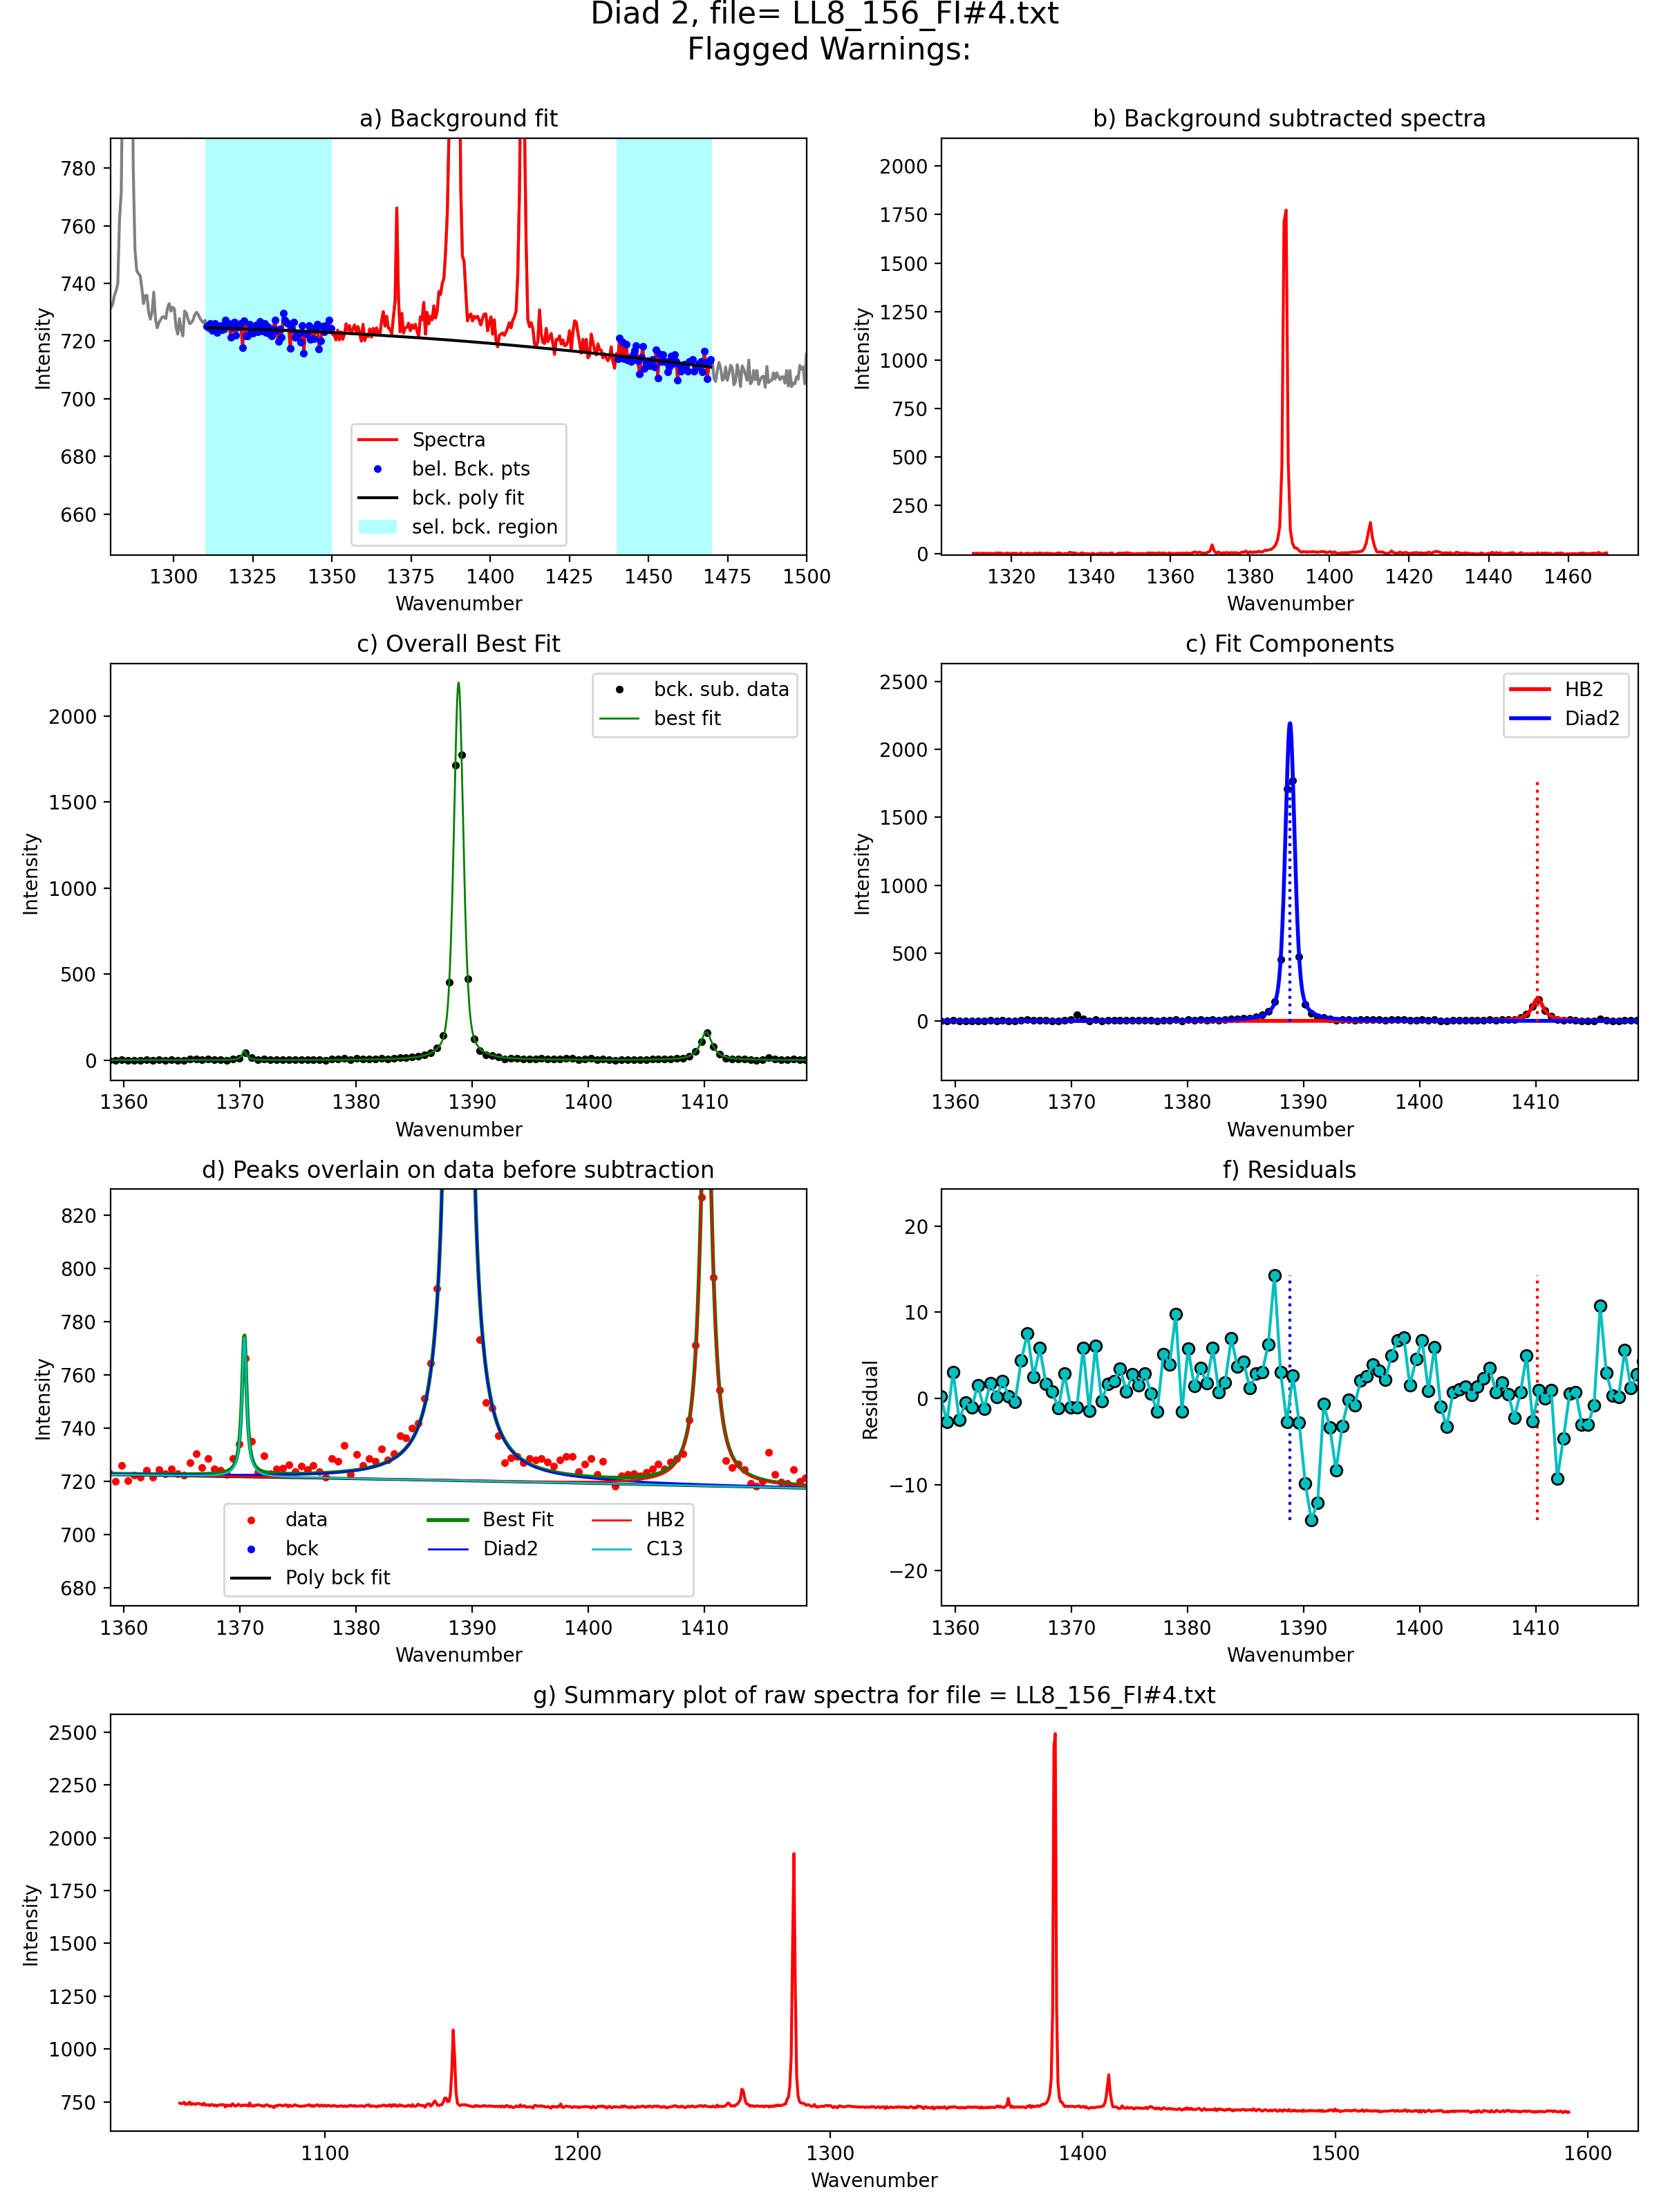 Diad 2, file= LL8_156_FI#4.txt
Flagged Warnings:
a) Background fit
780
760
740
720
700
680
660
Intensity
Spectra
bel. Bck. pts
bck. poly fit
sel. bck. region
1300 1325 1350 1375 1400 1425 1450 1475 1500
Wavenumber
b) Background subtracted spectra
2000
1750
1500
1250
1000
750
500
250
0
Intensity
1320 1340 1360 1380 1400 1420 1440 1460
Wavenumber
c) Overall Best Fit
bck. sub. data
best fit
2000
1500
1000
500
0
Intensity
1360 1370 1380 1390 1400 1410
Wavenumber
c) Fit Components
HB2
Diad2
2500
2000
1500
1000
500
0
Intensity
1360 1370 1380 1390 1400 1410
Wavenumber
d) Peaks overlain on data before subtraction
820
800
780
760
740
720
700
680
Intensity
data
bck
Poly bck fit
Best Fit
Diad2
HB2
C13
1360 1370 1380 1390 1400 1410
Wavenumber
f) Residuals
20
10
0
−10
−20
Residual
1360 1370 1380 1390 1400 1410
Wavenumber
g) Summary plot of raw spectra for file = LL8_156_FI#4.txt
2500
2250
2000
1750
1500
1250
1000
750
Intensity
1100 1200 1300 1400 1500 1600
Wavenumber